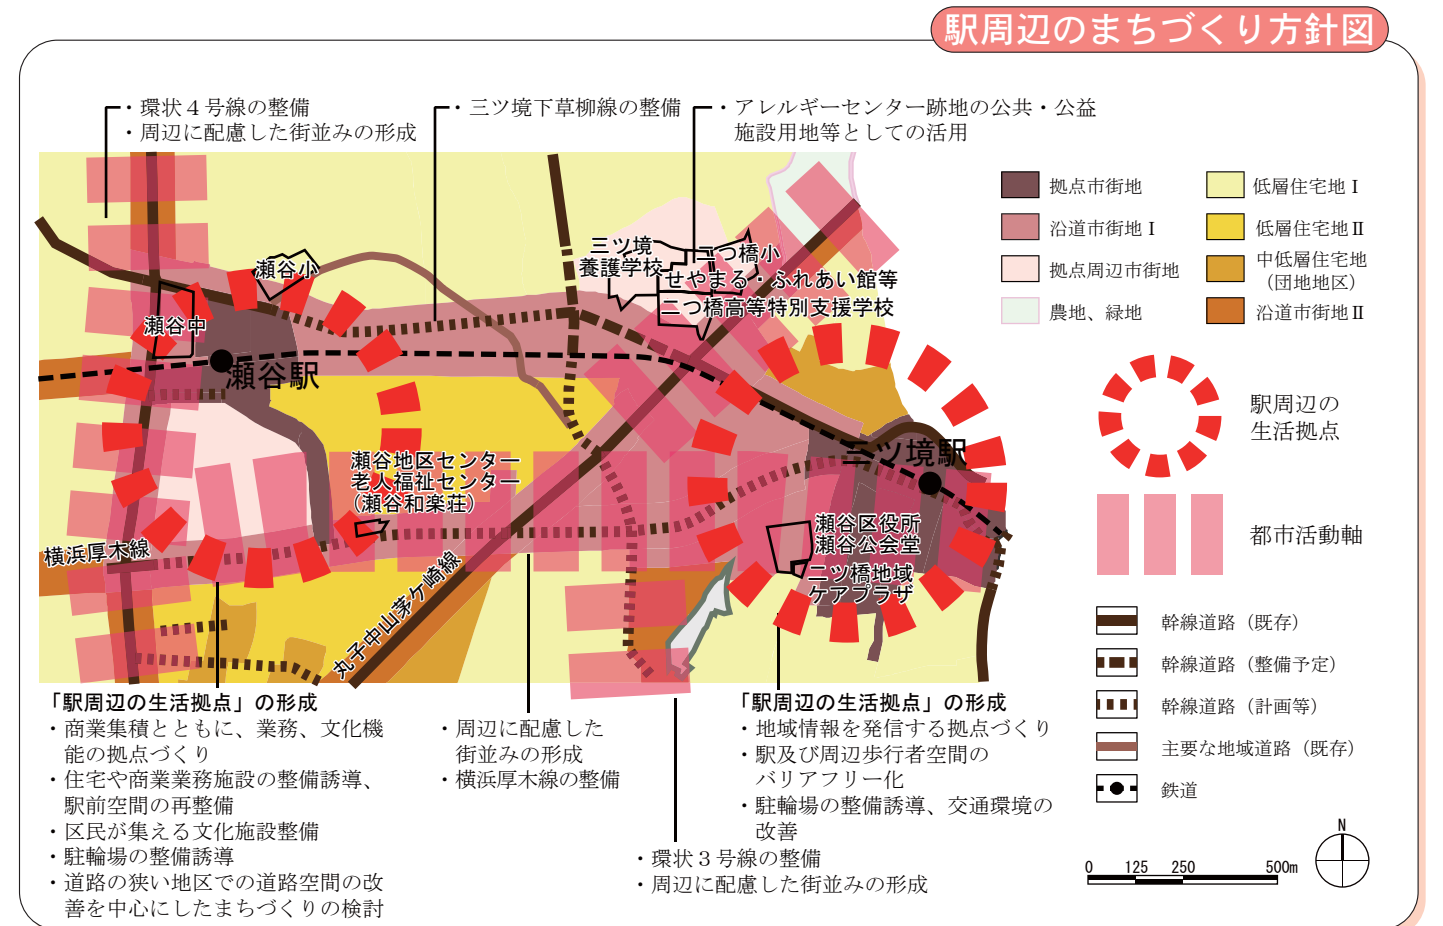 駅周辺のまちづくり方針図
・環状４号線の整備
・周辺に配慮した街並みの形成
・三ツ境下草柳線の整備
・アレルギーセンター跡地の公共・公益
施設用地等としての活用
拠点市街地
沿道市街地Ⅰ
拠点周辺市街地
農地、緑地
低層住宅地Ⅰ
低層住宅地Ⅱ
中低層住宅地
（団地地区）
沿道市街地Ⅱ
駅周辺の
生活拠点
都市活動軸
幹線道路（既存）
幹線道路（整備予定）
幹線道路（計画等）
主要な地域道路（既存）
鉄道
瀬谷小
瀬谷中
瀬谷駅
三ツ境
養護学校
二つ橋小
せやまる・ふれあい館等
二つ橋高等特別支援学校
三ツ境駅
瀬谷地区センター
老人福祉センター
（瀬谷和楽荘）
瀬谷区役所
瀬谷公会堂
二ツ橋地域
ケアプラザ
横浜厚木線
丸子中山茅ケ崎線
「駅周辺の生活拠点」の形成
・商業集積とともに、業務、文化機
能の拠点づくり
・住宅や商業業務施設の整備誘導、
駅前空間の再整備
・区民が集える文化施設整備
・駐輪場の整備誘導
・道路の狭い地区での道路空間の改
善を中心にしたまちづくりの検討
・周辺に配慮した
街並みの形成
・横浜厚木線の整備
「駅周辺の生活拠点」の形成
・地域情報を発信する拠点づくり
・駅及び周辺歩行者空間の
バリアフリー化
・駐輪場の整備誘導、交通環境の
改善
・環状３号線の整備
・周辺に配慮した街並みの形成
0 125 250 500m
N